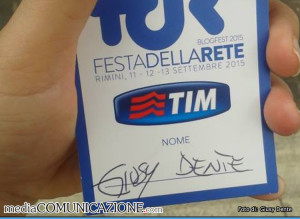 TDR
BLOGFEST 2015
FESTADELLARETE
RIMINI, 11 - 12 -13 SETTEMBRE 2015
TIM
NOME
GIUSY DENTE
mediaCOMUNICAZIONE.com
Foto di: Giusy Dente